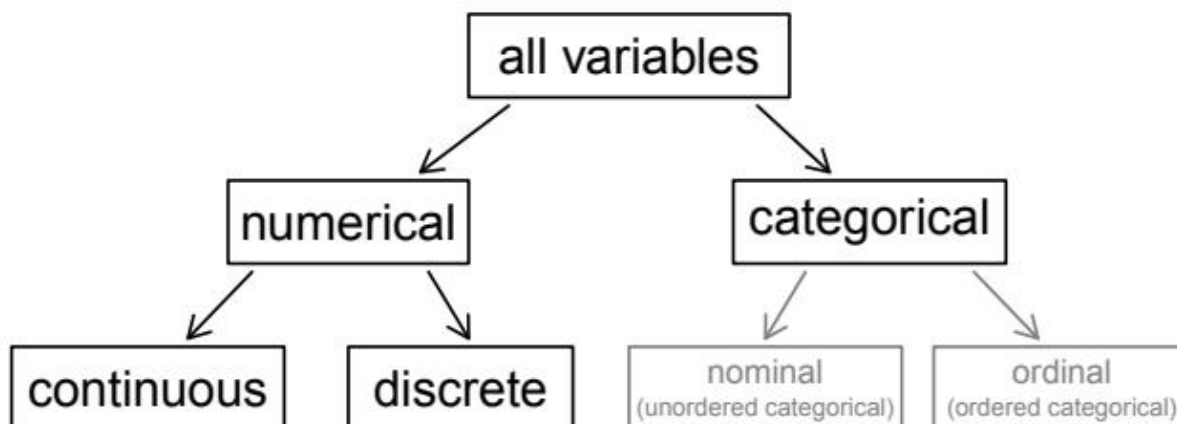 all variables
numerical
categorical
continuous
discrete
nominal
(unordered categorical)
ordinal
(ordered categorical)